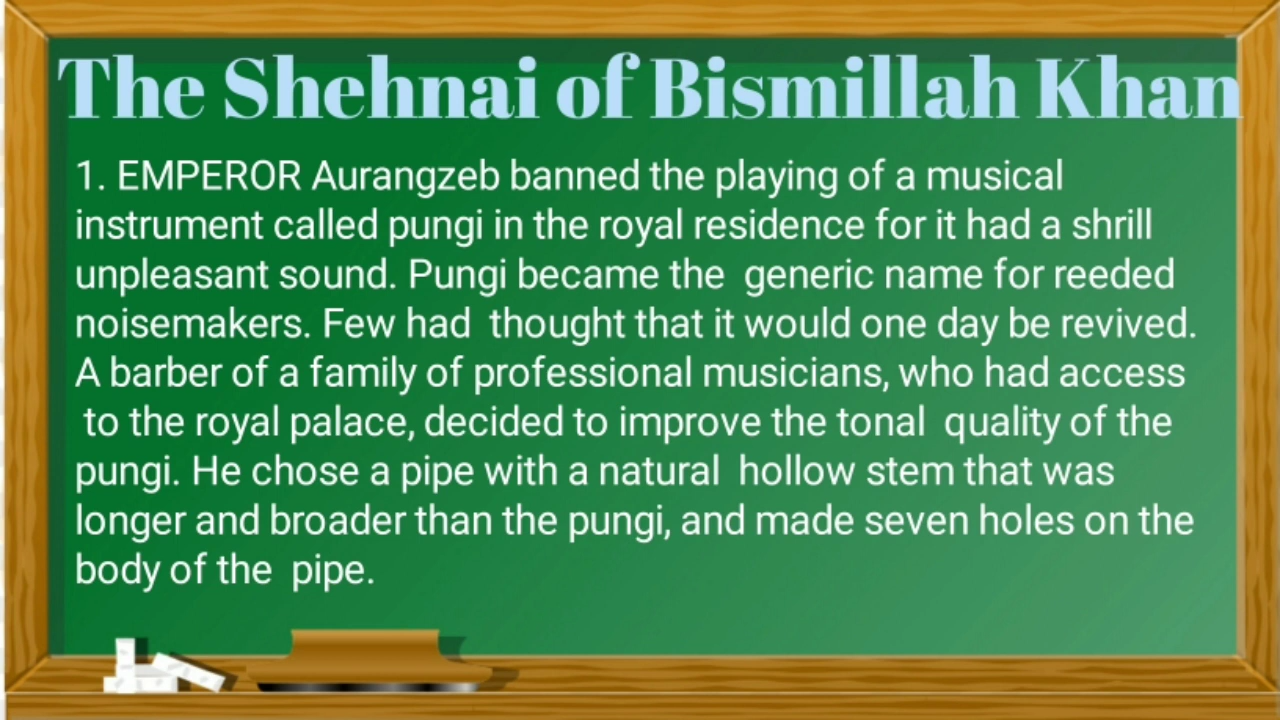 The Shehnai of Bismillah Khan
1. EMPEROR Aurangzeb banned the playing of a musical
instrument called pungi in the royal residence for it had a shrill
unpleasant sound. Pungi became the generic name for reeded
noisemakers. Few had thought that it would one day be revived.
A barber of a family of professional musicians, who had access
to the royal palace, decided to improve the tonal quality of the
pungi. He chose a pipe with a natural hollow stem that was
longer and broader than the pungi, and made seven holes on the
body of the pipe.